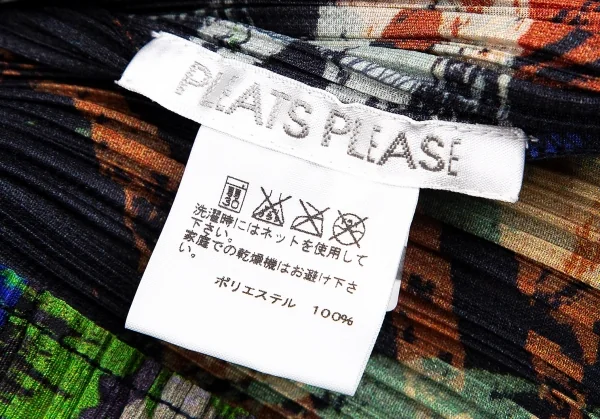 PLEATS PLEASE
洗濯時にはネットを使用して
下さい。
家庭での乾燥機はお避け下さ
い。
ポリエステル 100%